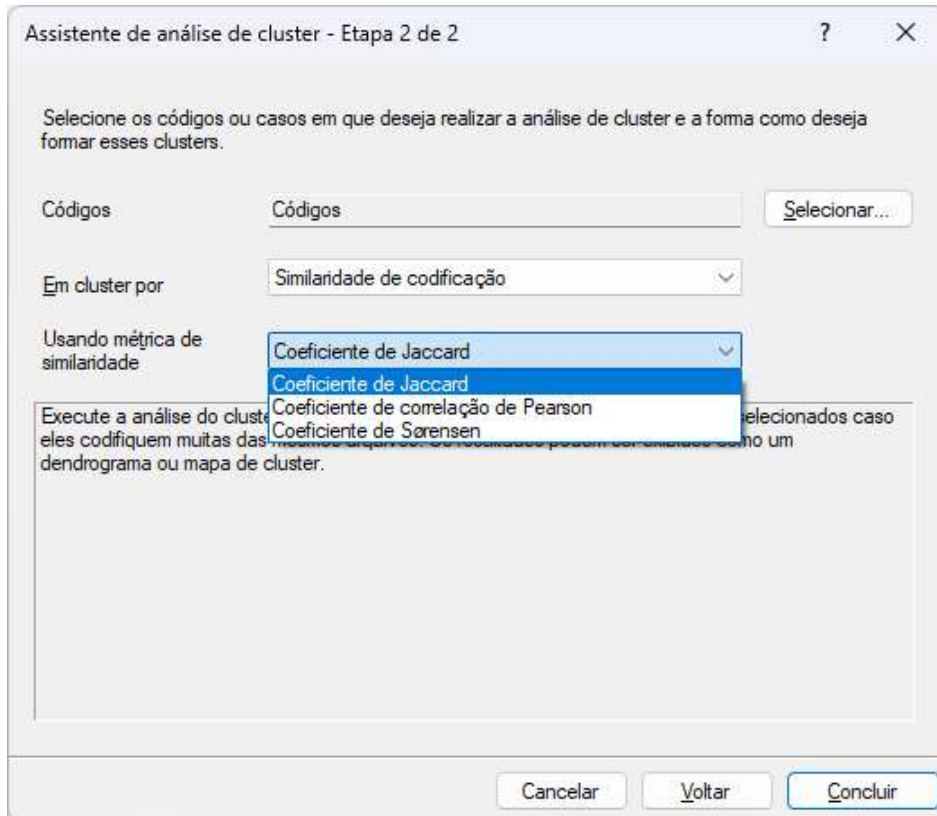 Assistente de análise de cluster - Etapa 2 de 2
?
Selecione os códigos ou casos em que deseja realizar a análise de cluster e a forma como deseja
formar esses clusters.
Códigos
Códigos
Selecionar...
Em cluster por
Similaridade de codificação
Usando métrica de
similaridade
Coeficiente de Jaccard
Coeficiente de Jaccard
Coeficiente de correlação de Pearson
Coeficiente de Sørensen
Execute a análise do cluste
selecionados caso
eles codifiquem muitas das
como um
dendrograma ou mapa de cluster.
Cancelar
Voltar
Concluir